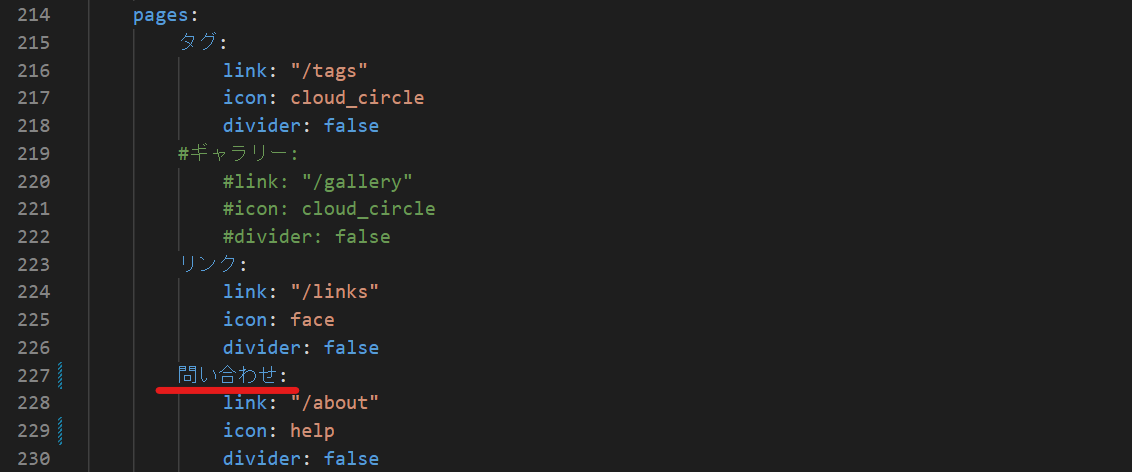 214 pages:
215 タグ:
216 link: "/tags"
217 icon: cloud_circle
218 divider: false
219 #ギャラリー:
220 #link: "/gallery"
221 #icon: cloud_circle
222 #divider: false
223 リンク:
224 link: "/links"
225 icon: face
226 divider: false
227 問い合わせ:
228 link: "/about"
229 icon: help
230 divider: false